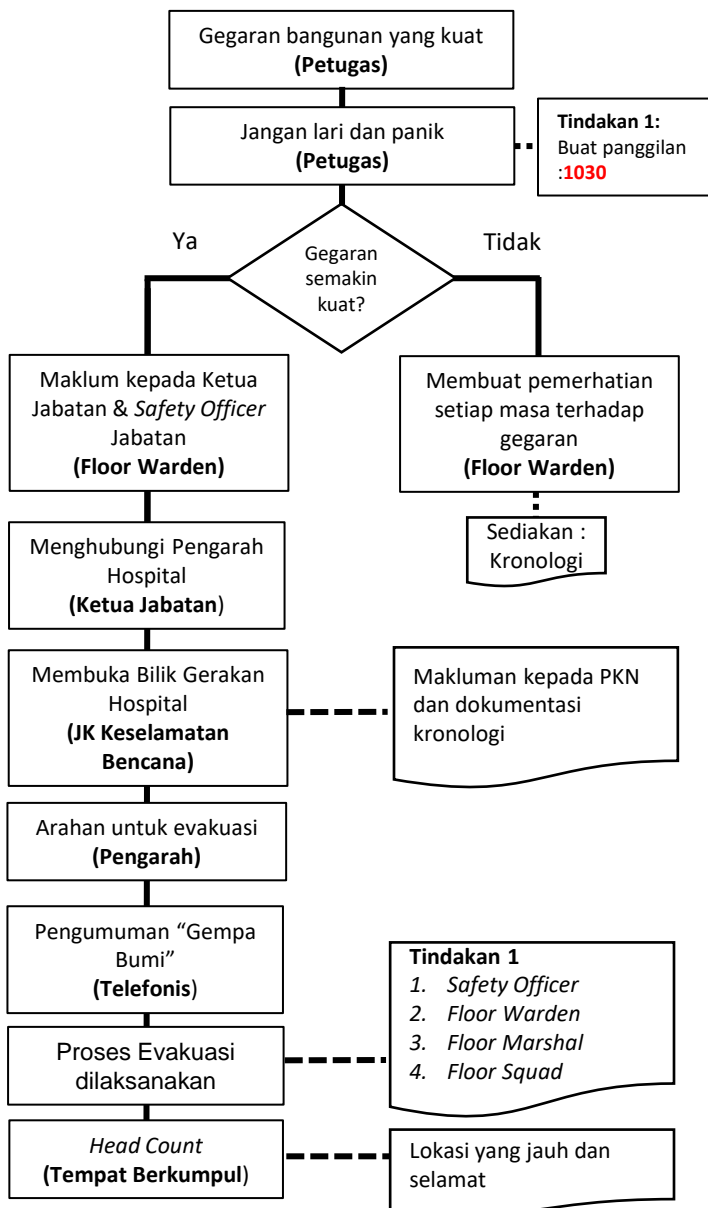 Gegaran bangunan yang kuat
(Petugas)
Jangan lari dan panik
(Petugas)
Tindakan 1:
Buat panggilan
:1030
Ya
Tidak
Gegaran
semakin
kuat?
Maklum kepada Ketua
Jabatan & Safety Officer
Jabatan
(Floor Warden)
Membuat pemerhatian
setiap masa terhadap
gegaran
(Floor Warden)
Sediakan :
Kronologi
Menghubungi Pengarah
Hospital
(Ketua Jabatan)
Membuka Bilik Gerakan
Hospital
(JK Keselamatan
Bencana)
Makluman kepada PKN
dan dokumentasi
kronologi
Arahan untuk evakuasi
(Pengarah)
Pengumuman “Gempa
Bumi”
(Telefonis)
Tindakan 1
1. Safety Officer
2. Floor Warden
3. Floor Marshal
4. Floor Squad
Proses Evakuasi
dilaksanakan
Head Count
(Tempat Berkumpul)
Lokasi yang jauh dan
selamat